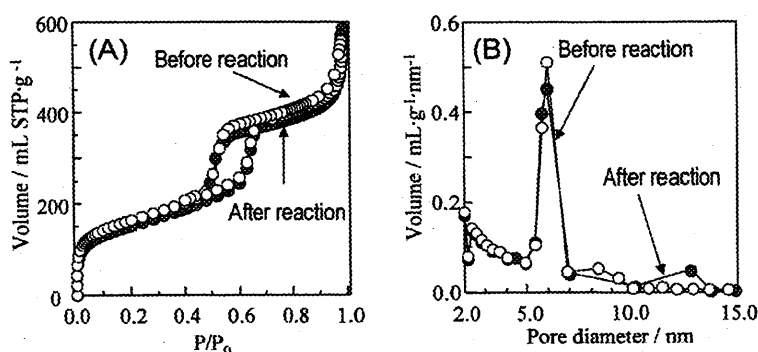 (A)
Before reaction
After reaction
Volume / mL STP·g⁻¹
600
400
200
0
0.0 0.2 0.4 0.6 0.8 1.0
P/P₀
(B)
Before reaction
After reaction
Volume / mL·g⁻¹·nm⁻¹
0.6
0.4
0.2
0.0
2.0 5.0 10.0 15.0
Pore diameter / nm